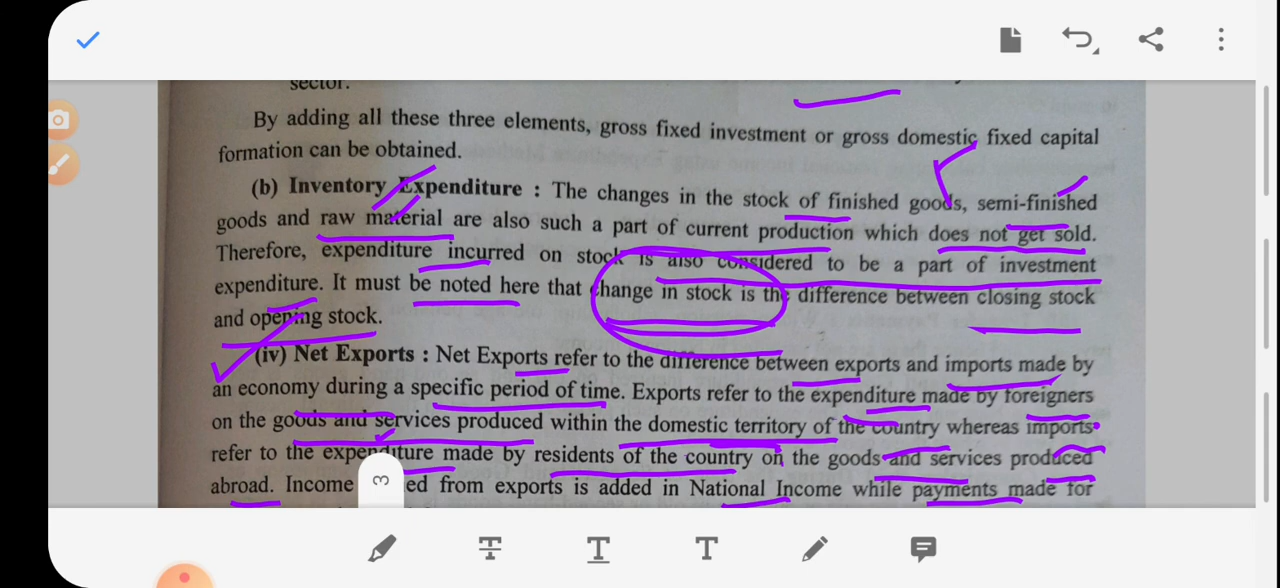 sector.
By adding all these three elements, gross fixed investment or gross domestic fixed capital
formation can be obtained.
(b) Inventory Expenditure : The changes in the stock of finished goods, semi-finished
goods and raw material are also such a part of current production which does not get sold.
Therefore, expenditure incurred on stock is also considered to be a part of investment
expenditure. It must be noted here that change in stock is the difference between closing stock
and opening stock.
(iv) Net Exports : Net Exports refer to the difference between exports and imports made by
an economy during a specific period of time. Exports refer to the expenditure made by foreigners
on the goods and services produced within the domestic territory of the country whereas imports
refer to the expenditure made by residents of the country on the goods and services produced
abroad. Income ed from exports is added in National Income while payments made for
3
T T T